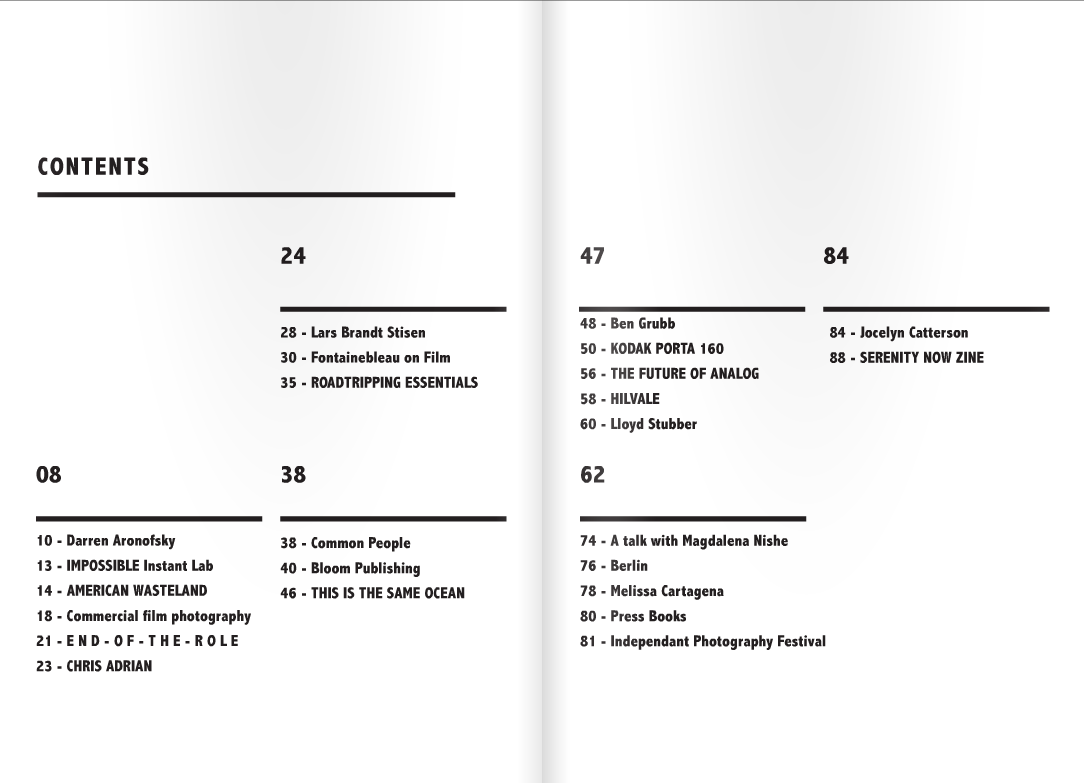 CONTENTS
08
10 - Darren Aronofsky
13 - IMPOSSIBLE Instant Lab
14 - AMERICAN WASTELAND
18 - Commercial film photography
21 - E N D - O F - T H E - R O L E
23 - CHRIS ADRIAN
24
28 - Lars Brandt Stisen
30 - Fontainebleau on Film
35 - ROADTRIPPING ESSENTIALS
38
38 - Common People
40 - Bloom Publishing
46 - THIS IS THE SAME OCEAN
47
48 - Ben Grubb
50 - KODAK PORTA 160
56 - THE FUTURE OF ANALOG
58 - HILVALE
60 - Lloyd Stubber
62
74 - A talk with Magdalena Nishe
76 - Berlin
78 - Melissa Cartagena
80 - Press Books
81 - Independant Photography Festival
84
84 - Jocelyn Catterson
88 - SERENITY NOW ZINE